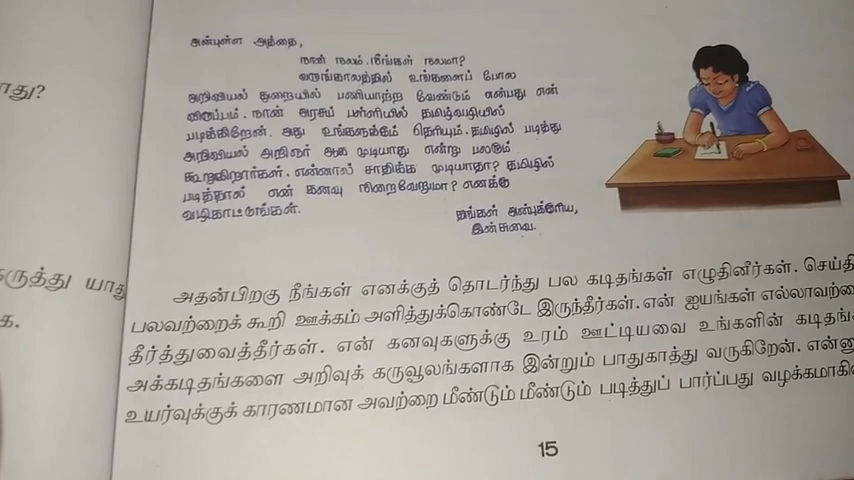 அன்புள்ள அத்தை,
நான் நலம். நீங்கள் நலமா?
வருங்காலத்தில் உங்களைப் போல
அறிவியல் துறையில் பணியாற்ற வேண்டும் என்பது என்
விருப்பம். நான் அரசுப் பள்ளியில் தமிழ்வழியில்
படிக்கிறேன். அது உங்களுக்கும் தெரியும். தமிழில் படித்து
அறிவியல் அறிஞர் ஆக முடியாது என்று பலரும்
கூறுகிறார்கள். என்னால் சாதிக்க முடியாதா? தமிழில்
படித்தால் என் கனவு நிறைவேறுமா? எனக்கு
வழிகாட்டுங்கள்.
தங்கள் அன்புக்குரிய,
இன்சுவை.
அதன்பிறகு நீங்கள் எனக்குத் தொடர்ந்து பல கடிதங்கள் எழுதினீர்கள். செய்தி
பலவற்றைக் கூறி ஊக்கம் அளித்துக்கொண்டே இருந்தீர்கள். என் ஐயங்கள் எல்லாவற்றை
தீர்த்துவைத்தீர்கள். என் கனவுகளுக்கு உரம் ஊட்டியவை உங்களின் கடிதங்
அக்கடிதங்களை அறிவுக் கருவூலங்களாக இன்றும் பாதுகாத்து வருகிறேன். என்னு
உயர்வுக்குக் காரணமான அவற்றை மீண்டும் மீண்டும் படித்துப் பார்ப்பது வழக்கமாகி
15
ாது?
கருத்து யாது
க.